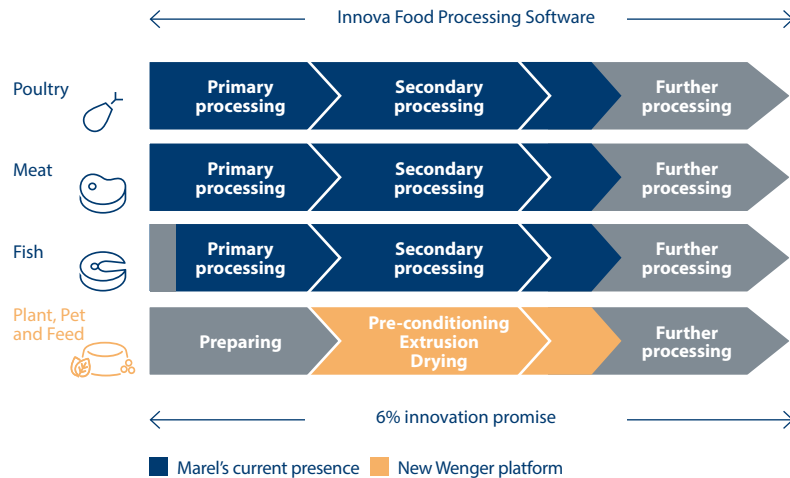 Innova Food Processing Software
Poultry
Primary
processing
Secondary
processing
Further
processing
Meat
Primary
processing
Secondary
processing
Further
processing
Fish
Primary
processing
Secondary
processing
Further
processing
Plant, Pet
and Feed
Preparing
Pre-conditioning
Extrusion
Drying
Further
processing
6% innovation promise
Marel's current presence
New Wenger platform